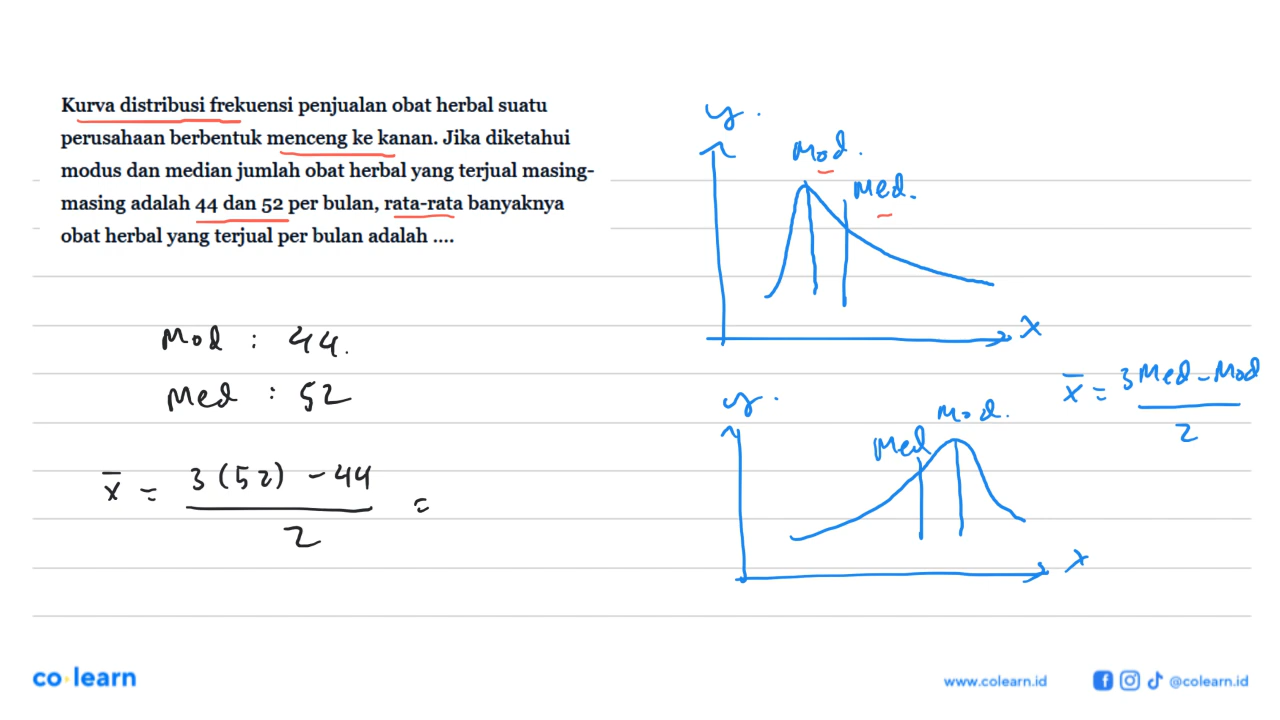 Kurva distribusi frekuensi penjualan obat herbal suatu
perusahaan berbentuk menceng ke kanan. Jika diketahui
modus dan median jumlah obat herbal yang terjual masing-
masing adalah 44 dan 52 per bulan, rata-rata banyaknya
obat herbal yang terjual per bulan adalah ....
Mod : 44.
Med : 52
x̄ = (3(52) - 44)/2 =
y.
Mod.
Med.
x
y.
Mod.
Med
x
x̄ = (3Med - Mod)/2
co learn
www.colearn.id
@colearn.id